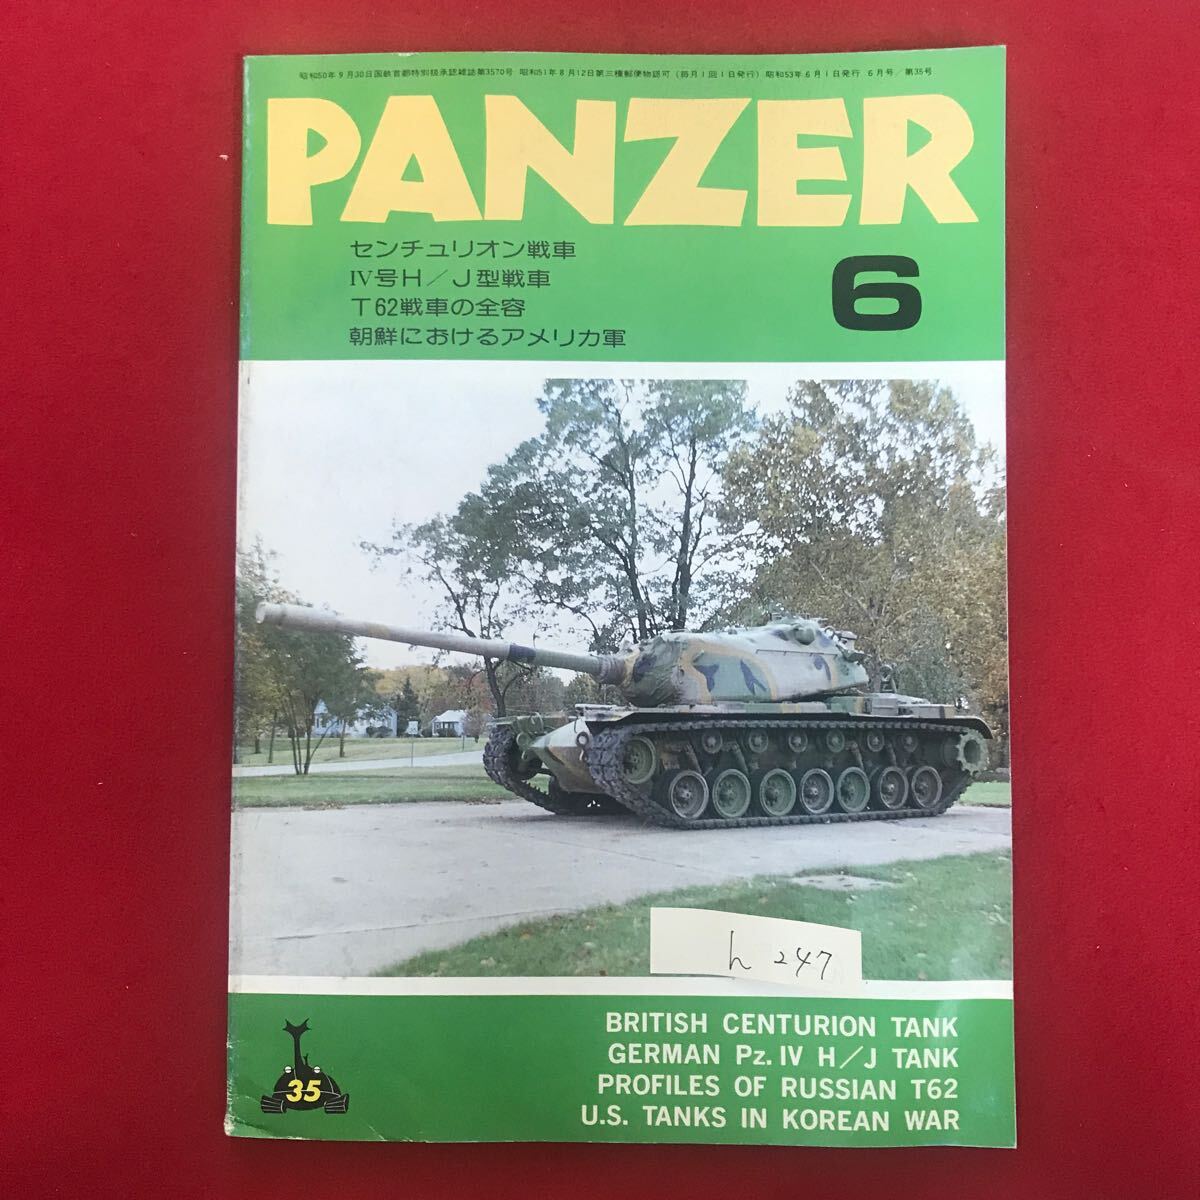 昭和50年9月30日国鉄首都特別扱承認雑誌第3570号 昭和51年8月12日第三種郵便物認可(毎月1回1日発行)昭和53年6月1日発行 6月号/第35号
PANZER
センチュリオン戦車
IV号H/J型戦車
T62戦車の全容
朝鮮におけるアメリカ軍
6
h 247
35
BRITISH CENTURION TANK
GERMAN Pz. IV H/J TANK
PROFILES OF RUSSIAN T62
U.S. TANKS IN KOREAN WAR